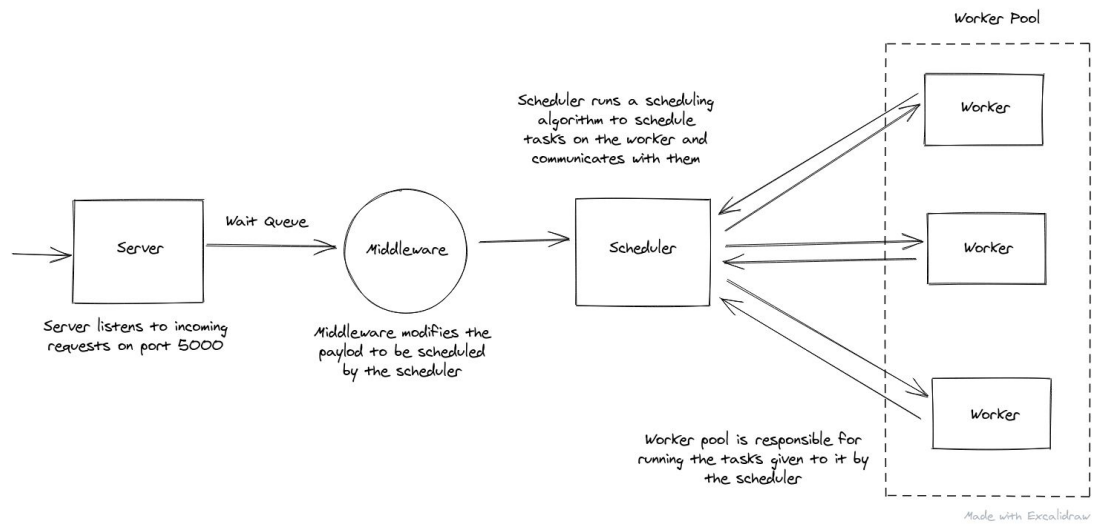 Worker Pool
Scheduler runs a scheduling
algorithm to schedule
tasks on the worker and
communicates with them
Worker
Wait Queue
Server
Middleware
Scheduler
Worker
Server listens to incoming
requests on port 5000
Middleware modifies the
paylod to be scheduled
by the scheduler
Worker
Worker pool is responsible for
running the tasks given to it by
the scheduler
Made with Excalidraw